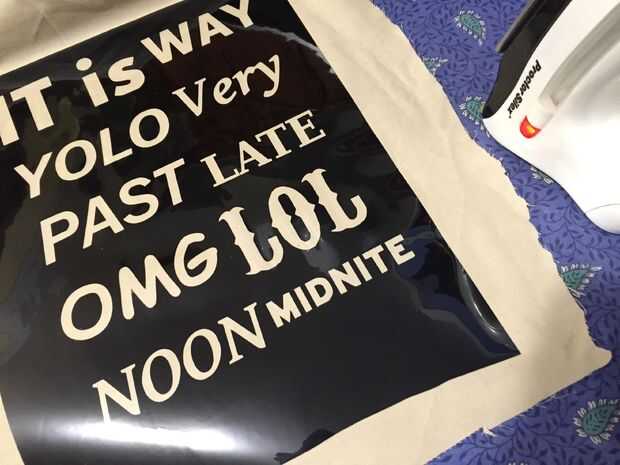 IT is WAY
YOLO Very
PAST LATE
OMG LOL
NOON MIDNITE
Proctor Silex